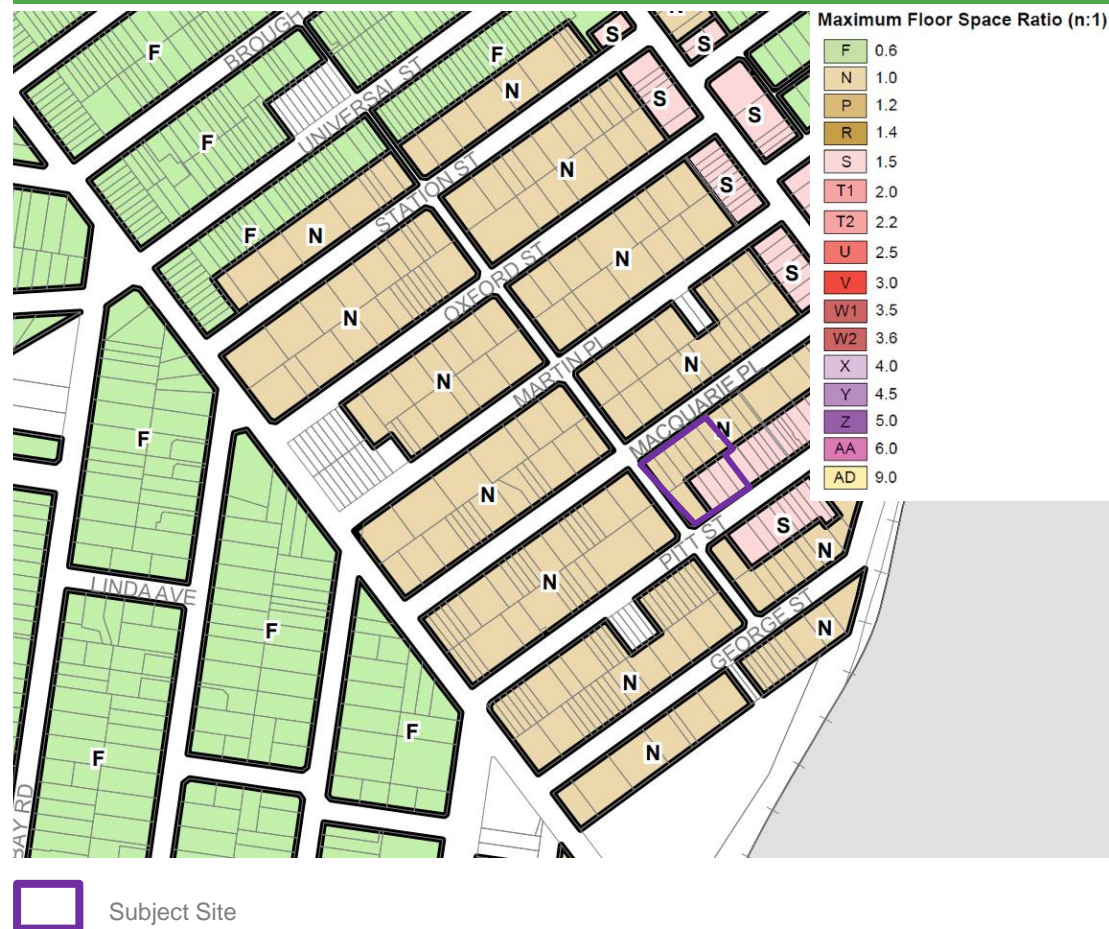 Maximum Floor Space Ratio (n:1)
F 0.6
N 1.0
P 1.2
R 1.4
S 1.5
T1 2.0
T2 2.2
U 2.5
V 3.0
W1 3.5
W2 3.6
X 4.0
Y 4.5
Z 5.0
AA 6.0
AD 9.0
F
BROUGH
S
S
F
UNIVERSAL ST
N
S
S
F
STATION ST
N
S
F
N
N
OXFORD ST
N
S
N
MARTIN PL
N
MACQUARIE PL
N
F
N
S
PITT ST
N
N
LINDA AVE
F
GEORGE ST
N
N
F
F
N
BAY RD
Subject Site